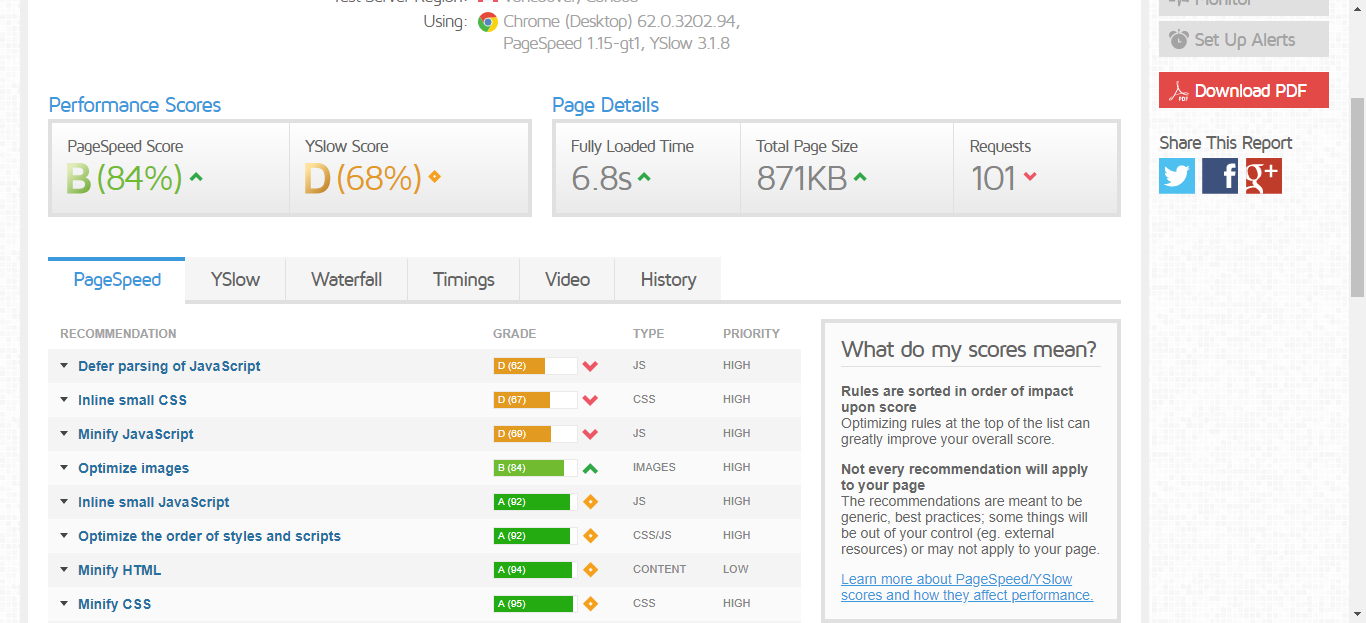 Test Server Region:
Vancouver, Canada
Using:
Chrome (Desktop) 62.0.3202.94,
PageSpeed 1.15-gt1, YSlow 3.1.8
Monitor
Set Up Alerts
PDF
Download PDF
Share This Report
Performance Scores
PageSpeed Score
B (84%)
YSlow Score
D (68%)
Page Details
Fully Loaded Time
6.8s
Total Page Size
871KB
Requests
101
PageSpeed
YSlow
Waterfall
Timings
Video
History
RECOMMENDATION GRADE TYPE PRIORITY
Defer parsing of JavaScript D (62) JS HIGH
Inline small CSS D (67) CSS HIGH
Minify JavaScript D (69) JS HIGH
Optimize images B (84) IMAGES HIGH
Inline small JavaScript A (92) JS HIGH
Optimize the order of styles and scripts A (92) CSS/JS HIGH
Minify HTML A (94) CONTENT LOW
Minify CSS A (95) CSS HIGH
What do my scores mean?
Rules are sorted in order of impact
upon score
Optimizing rules at the top of the list can
greatly improve your overall score.
Not every recommendation will apply
to your page
The recommendations are meant to be
generic, best practices; some things will
be out of your control (eg. external
resources) or may not apply to your page.
Learn more about PageSpeed/YSlow
scores and how they affect performance.